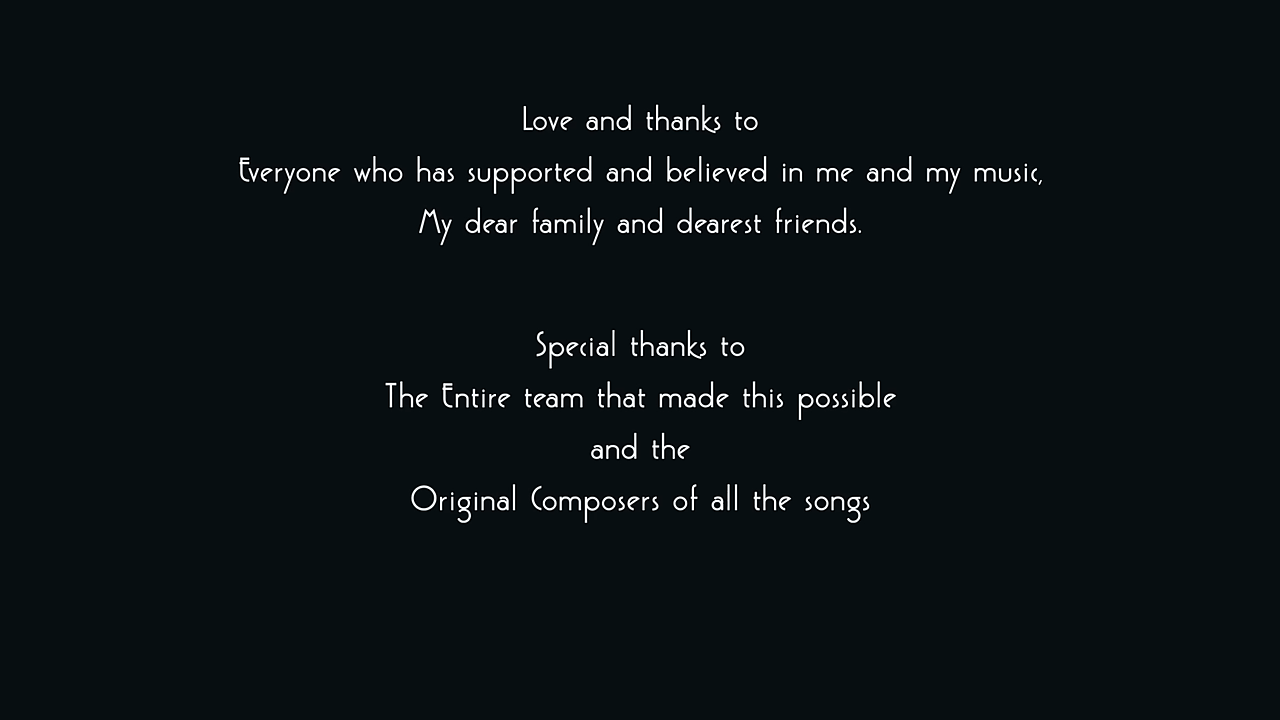 Love and thanks to
Everyone who has supported and believed in me and my music,
My dear family and dearest friends.
Special thanks to
The Entire team that made this possible
and the
Original Composers of all the songs